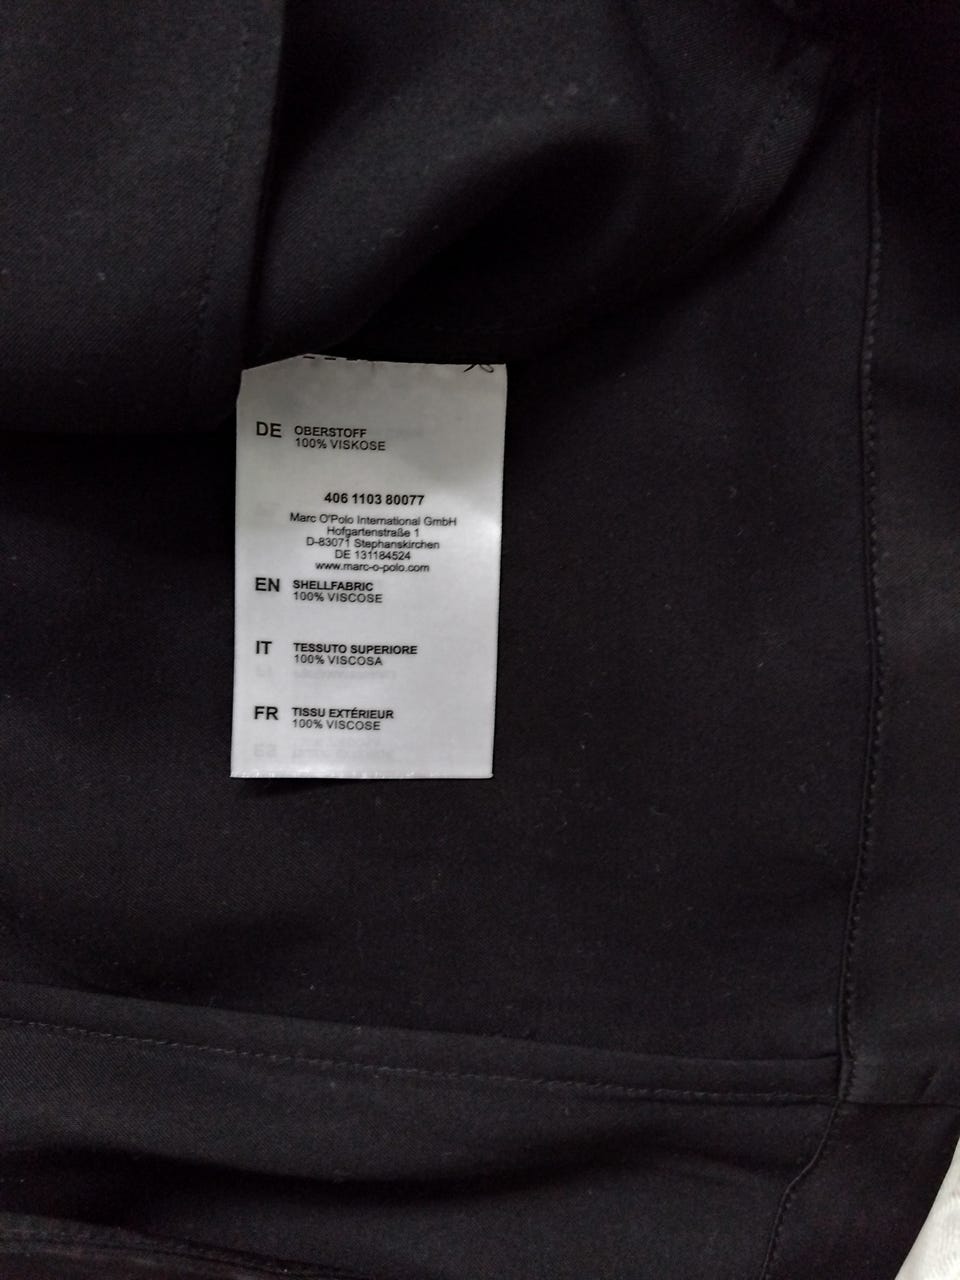 DE OBERSTOFF
100% VISKOSE
406 1103 80077
Marc O'Polo International GmbH
Hofgartenstraße 1
D-83071 Stephanskirchen
DE 131184524
www.marc-o-polo.com
EN SHELLFABRIC
100% VISCOSE
IT TESSUTO SUPERIORE
100% VISCOSA
FR TISSU EXTÉRIEUR
100% VISCOSE